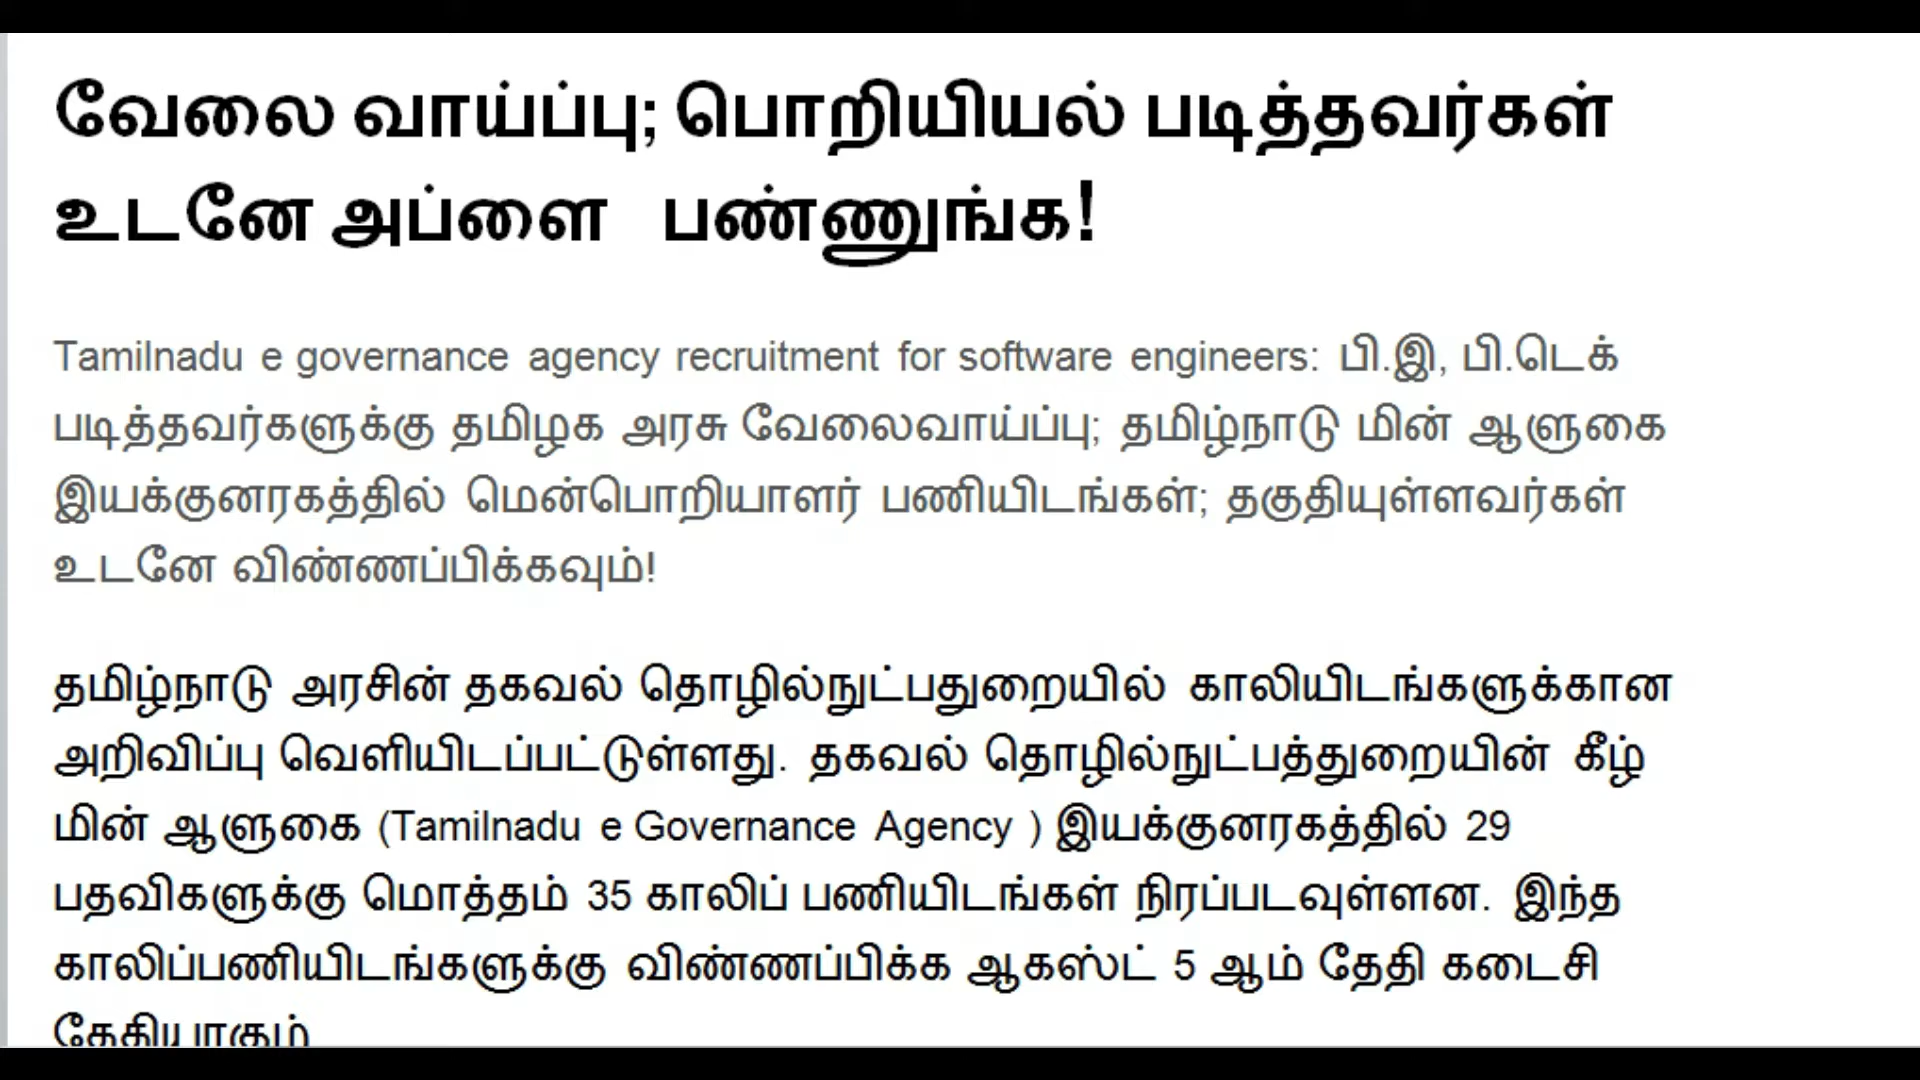 வேலை வாய்ப்பு; பொறியியல் படித்தவர்கள்
உடனே அப்ளை பண்ணுங்க!
Tamilnadu e governance agency recruitment for software engineers: பி.இ, பி.டெக்
படித்தவர்களுக்கு தமிழக அரசு வேலைவாய்ப்பு; தமிழ்நாடு மின் ஆளுகை
இயக்குனரகத்தில் மென்பொறியாளர் பணியிடங்கள்; தகுதியுள்ளவர்கள்
உடனே விண்ணப்பிக்கவும்!
தமிழ்நாடு அரசின் தகவல் தொழில்நுட்பதுறையில் காலியிடங்களுக்கான
அறிவிப்பு வெளியிடப்பட்டுள்ளது. தகவல் தொழில்நுட்பத்துறையின் கீழ்
மின் ஆளுகை (Tamilnadu e Governance Agency ) இயக்குனரகத்தில் 29
பதவிகளுக்கு மொத்தம் 35 காலிப் பணியிடங்கள் நிரப்படவுள்ளன. இந்த
காலிப்பணியிடங்களுக்கு விண்ணப்பிக்க ஆகஸ்ட் 5 ஆம் தேதி கடைசி
தேதியாகும்